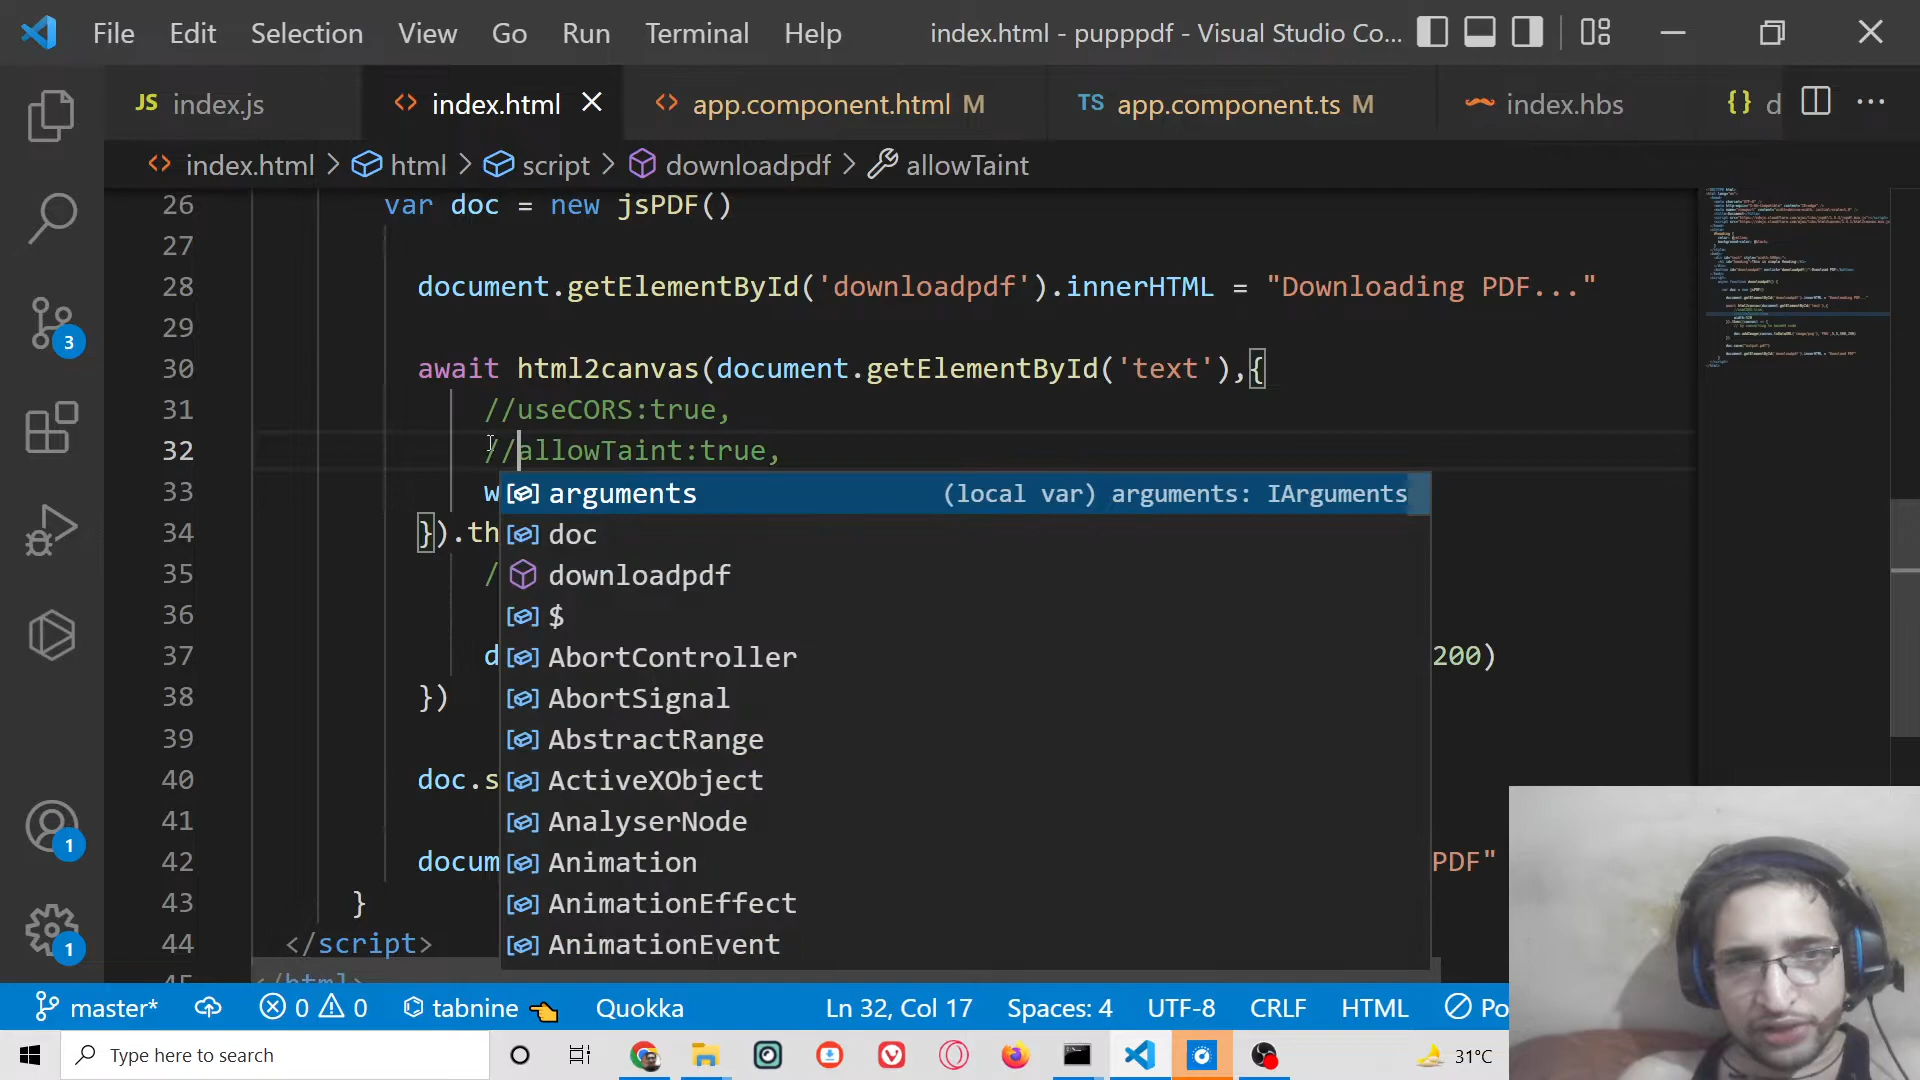 File Edit Selection View Go Run Terminal Help index.html - pupppdf - Visual Studio Co...
JS index.js index.html app.component.html M TS app.component.ts M index.hbs {} d
index.html > html > script > downloadpdf > allowTaint
26 var doc = new jsPDF()
27
28 document.getElementById('downloadpdf').innerHTML = "Downloading PDF..."
29
30 await html2canvas(document.getElementById('text'),{
31 //useCORS:true,
32 //allowTaint:true,
33 w
arguments (local var) arguments: IArguments
34 }).th
doc
35 /
downloadpdf
36
$
37 d 200)
AbortController
38 })
AbortSignal
39
AbstractRange
40 doc.s
ActiveXObject
41
AnalyserNode
42 docum PDF"
Animation
43 }
AnimationEffect
44 </script>
AnimationEvent
3
1
1
master* 0 0 tabnine Quokka Ln 32, Col 17 Spaces: 4 UTF-8 CRLF HTML Po
Type here to search 31°C